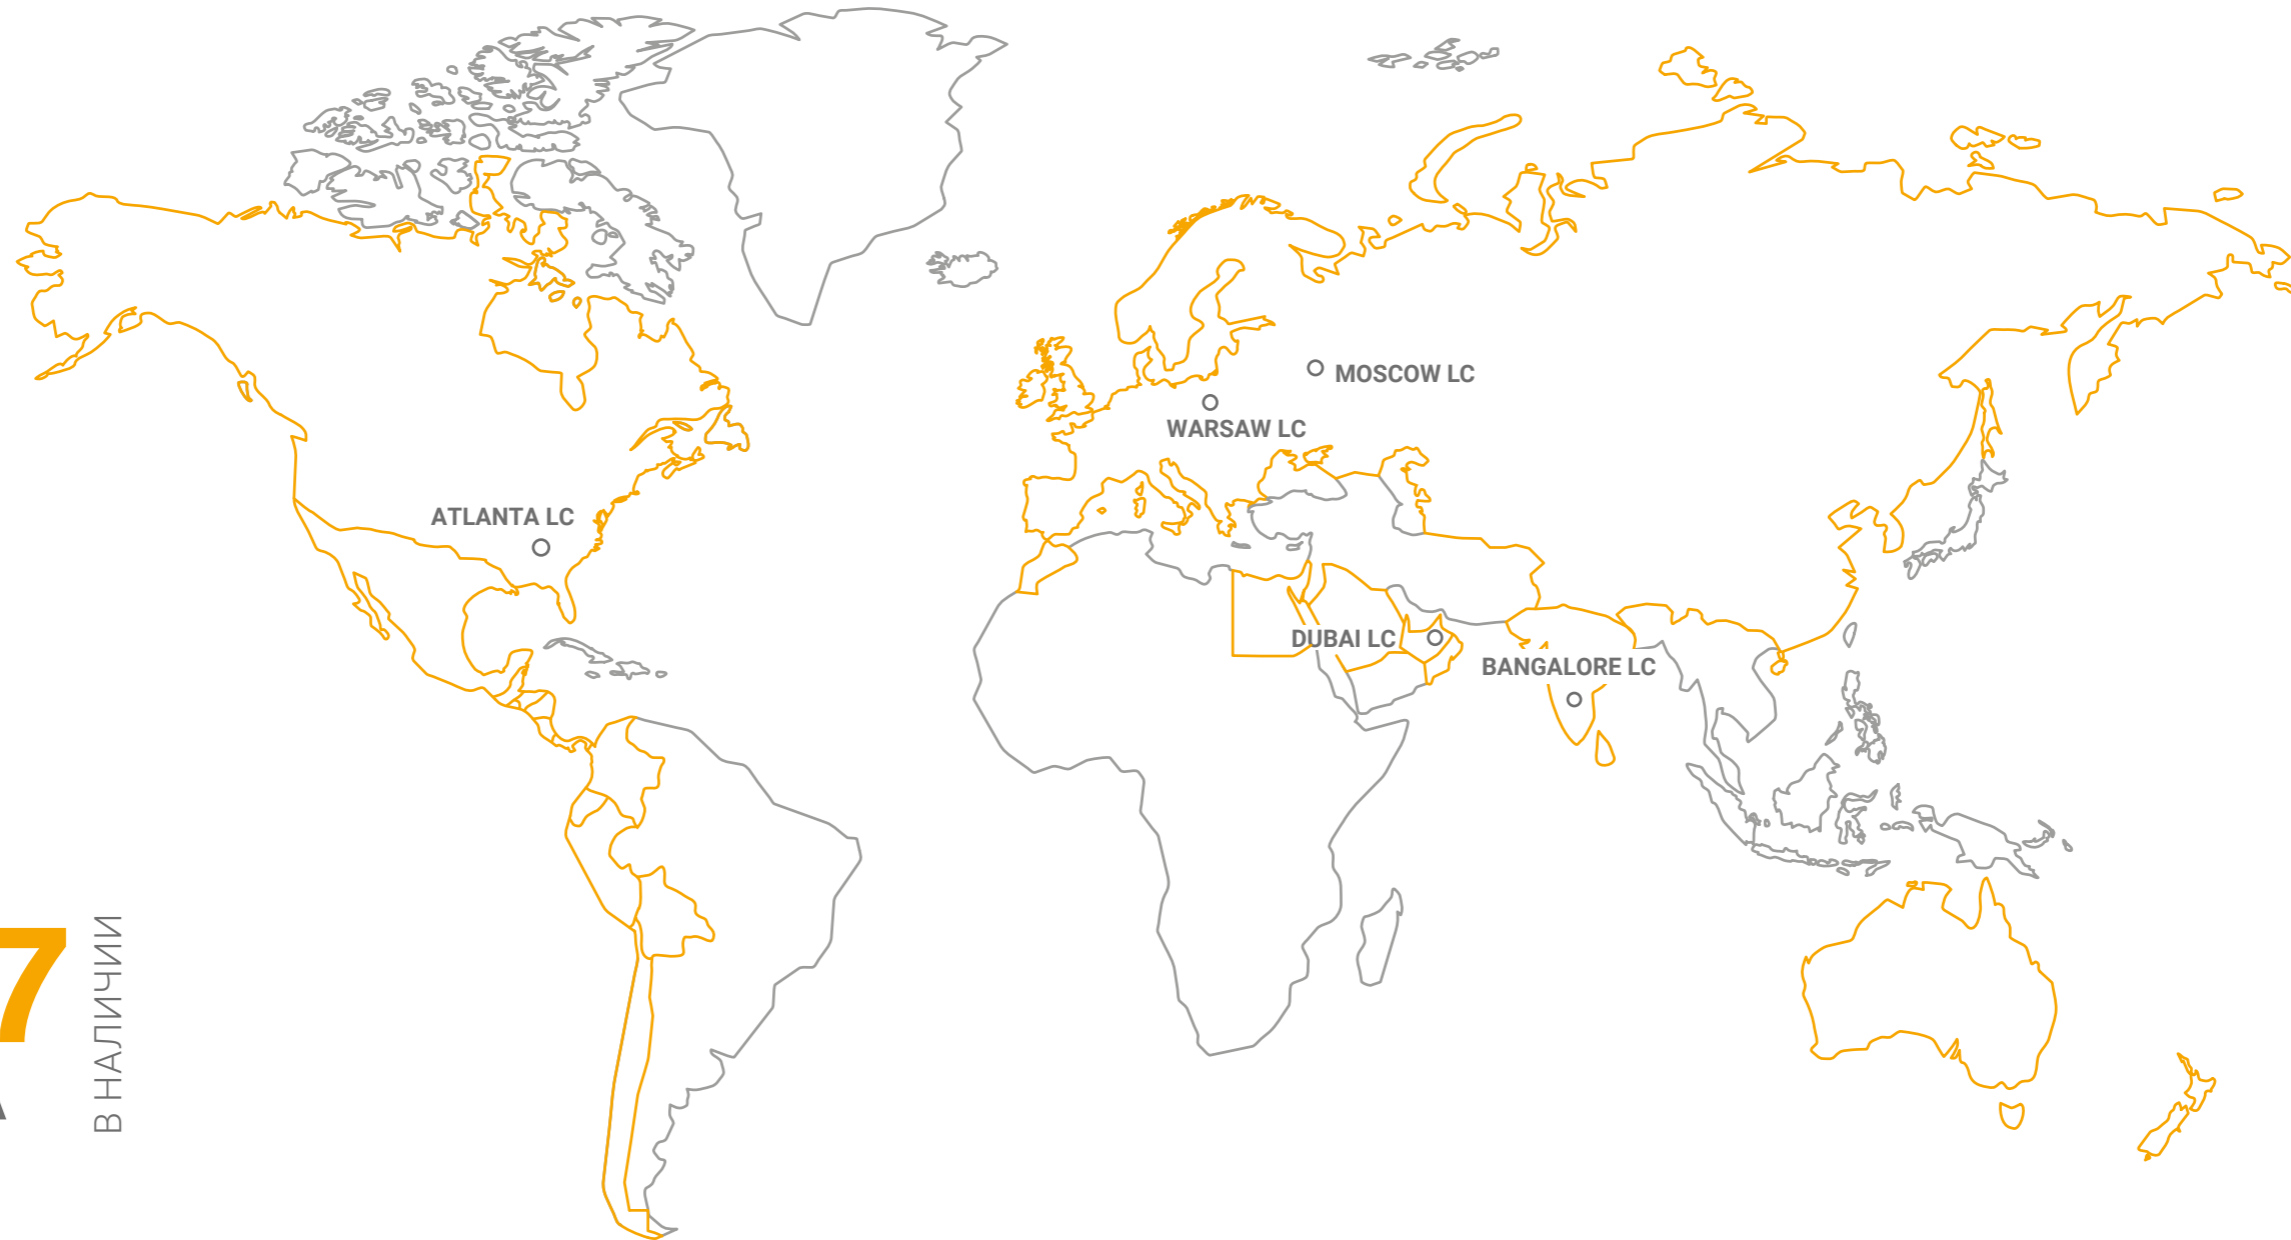 MOSCOW LC
WARSAW LC
ATLANTA LC
DUBAI LC
BANGALORE LC
7
В НАЛИЧИИ